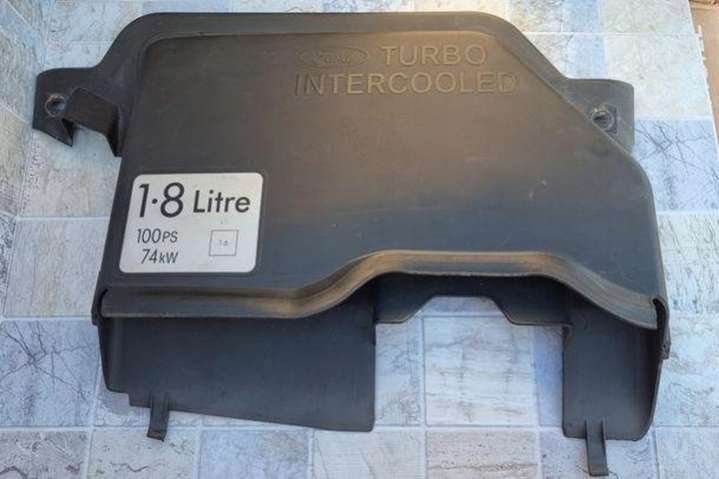 Ford TURBO
INTERCOOLED
1·8 Litre
100PS
74kW